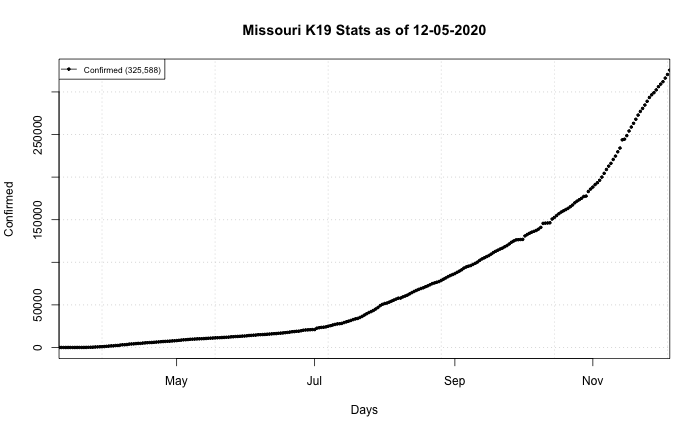 Missouri K19 Stats as of 12-05-2020
Confirmed (325,588)
Confirmed
250000
150000
50000
0
May Jul Sep Nov
Days